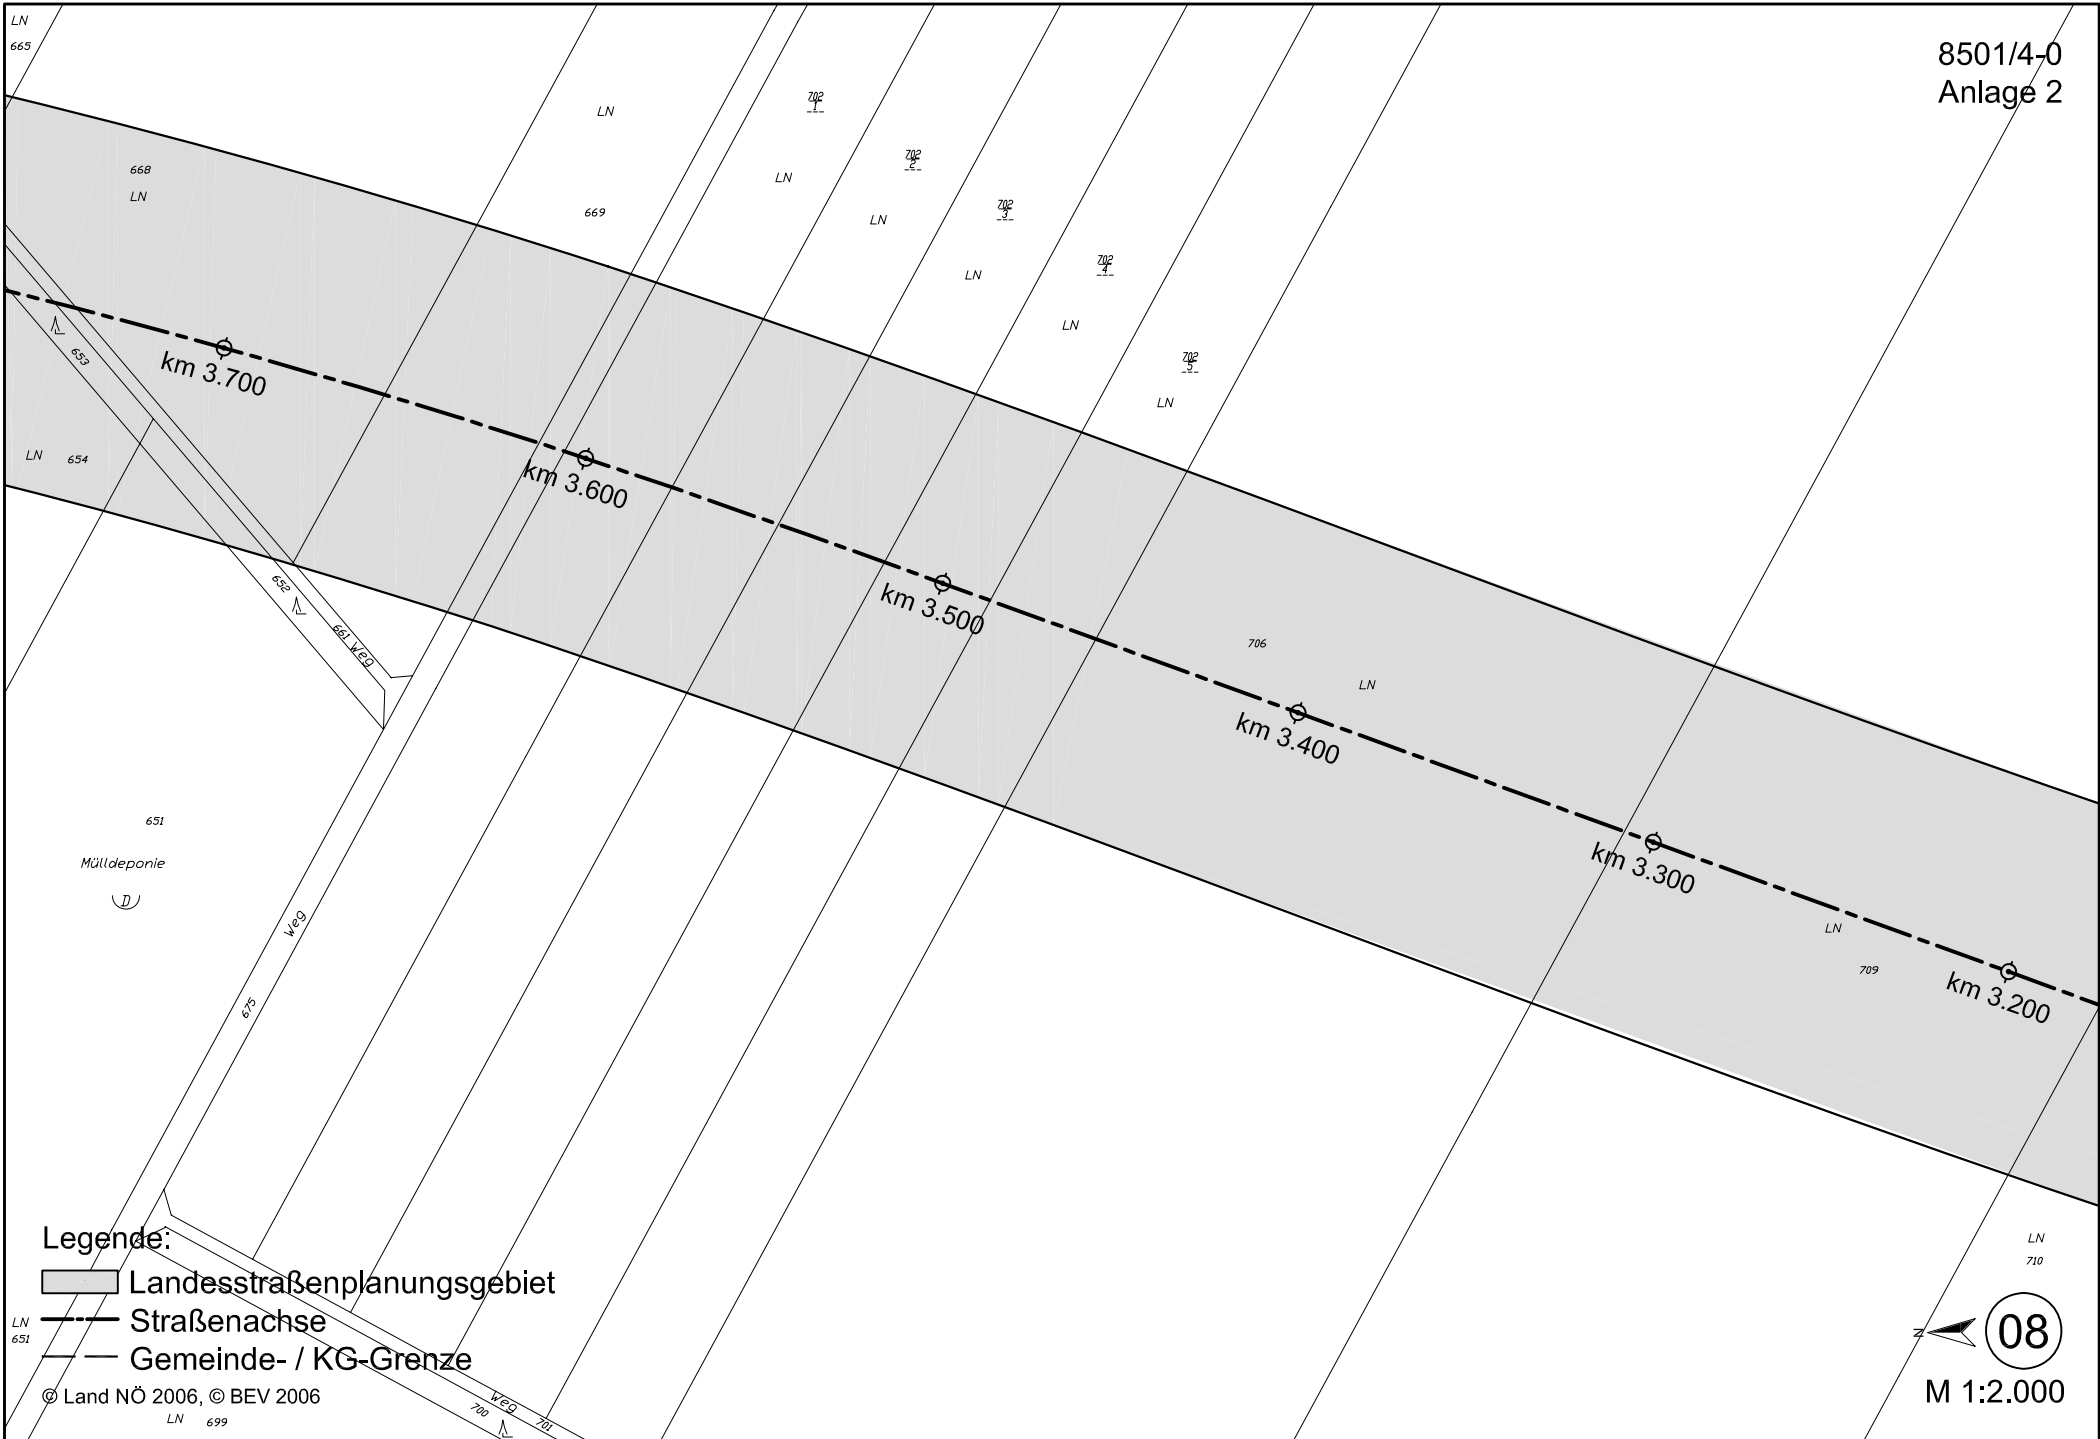 LN
665
8501/4-0
Anlage 2
668
LN
LN
669
702
1
LN
702
2
LN
702
3
LN
702
4
LN
702
5
LN
653
km 3.700
LN 654
km 3.600
km 3.500
652
661 Weg
706
LN
km 3.400
km 3.300
LN
709
km 3.200
651
Mülldeponie
D
Weg
675
Legende:
Landesstraßenplanungsgebiet
Straßenachse
Gemeinde- / KG-Grenze
© Land NÖ 2006, © BEV 2006
LN
651
LN 699
700
Weg
701
LN
710
N
08
M 1:2.000